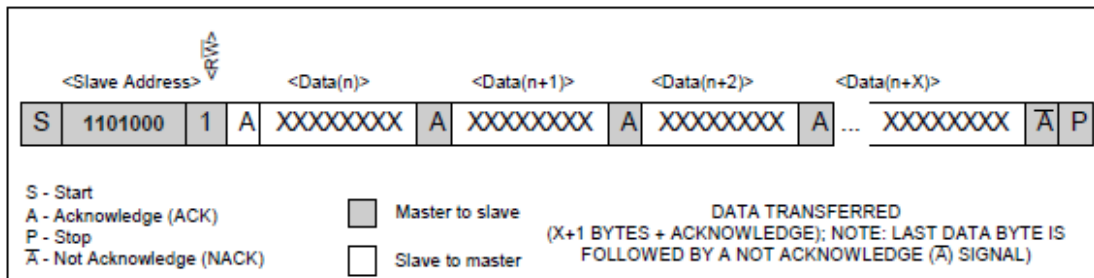 <R/W̅>
<Slave Address> <Data(n)> <Data(n+1)> <Data(n+2)> <Data(n+X)>
S 1101000 1 A XXXXXXXX A XXXXXXXX A XXXXXXXX A ... XXXXXXXX A̅ P
S - Start
A - Acknowledge (ACK)
P - Stop
A̅ - Not Acknowledge (NACK)
Master to slave
Slave to master
DATA TRANSFERRED
(X+1 BYTES + ACKNOWLEDGE); NOTE: LAST DATA BYTE IS
FOLLOWED BY A NOT ACKNOWLEDGE (A̅) SIGNAL)